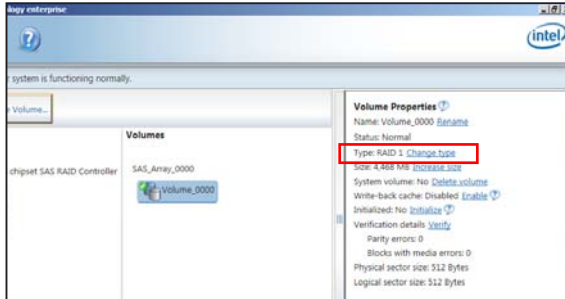 ology enterprise
intel
system is functioning normally.
Volume...
Volumes
chipset SAS RAID Controller
SAS_Array_0000
Volume_0000
Volume Properties
Name: Volume_0000 Rename
Status: Normal
Type: RAID 1 Change type
Size: 4,468 MB Increase size
System volume: No Delete volume
Write-back cache: Disabled Enable
Initialized: No Initialize
Verification details Verify
Parity errors: 0
Blocks with media errors: 0
Physical sector size: 512 Bytes
Logical sector size: 512 Bytes